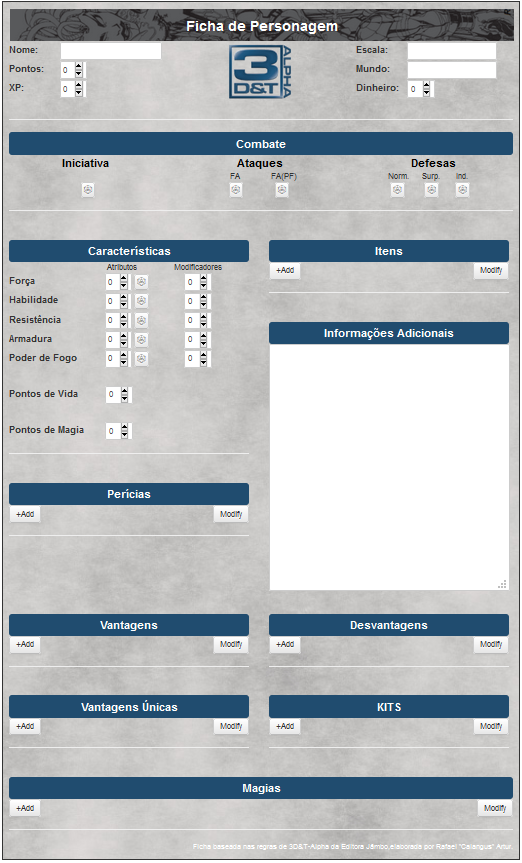 Ficha de Personagem
Nome:
Escala:
3
D&T
ALPHA
Pontos: 0
Mundo:
XP: 0
Dinheiro: 0
Combate
Iniciativa Ataques Defesas
FA FA(PF) Norm. Surp. Ind.
Características
Atributos Modificadores
Força 0 0
Habilidade 0 0
Resistência 0 0
Armadura 0 0
Poder de Fogo 0 0
Pontos de Vida 0
Pontos de Magia 0
Itens
+Add Modify
Informações Adicionais
Perícias
+Add Modify
Vantagens
+Add Modify
Desvantagens
+Add Modify
Vantagens Únicas
+Add Modify
KITS
+Add Modify
Magias
+Add Modify
Ficha baseada nas regras de 3D&T-Alpha da Editora Jâmbo,elaborada por Rafael "Calangus" Artur.